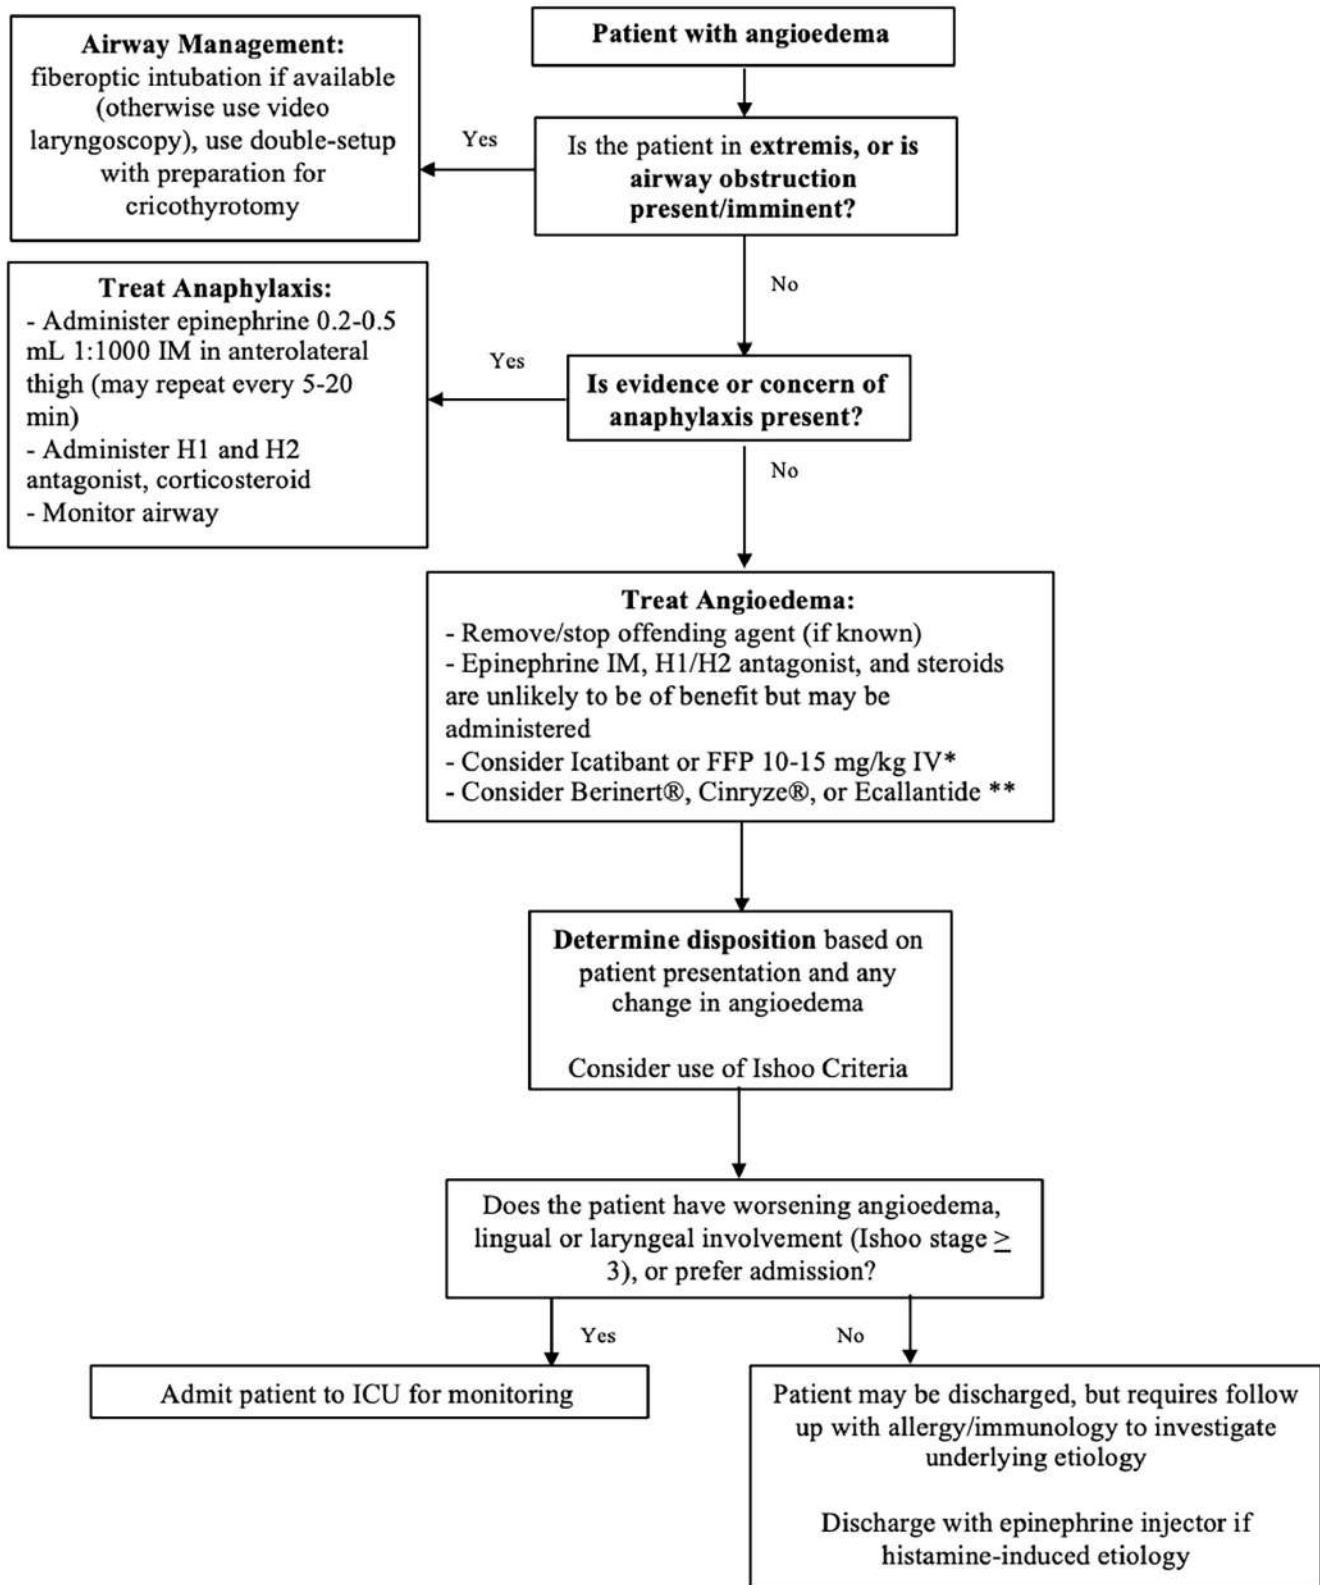 Patient with angioedema
Airway Management:
fiberoptic intubation if available
(otherwise use video
laryngoscopy), use double-setup
with preparation for
cricothyrotomy
Yes
Is the patient in extremis, or is
airway obstruction
present/imminent?
No
Treat Anaphylaxis:
- Administer epinephrine 0.2-0.5
mL 1:1000 IM in anterolateral
thigh (may repeat every 5-20
min)
- Administer H1 and H2
antagonist, corticosteroid
- Monitor airway
Yes
Is evidence or concern of
anaphylaxis present?
No
Treat Angioedema:
- Remove/stop offending agent (if known)
- Epinephrine IM, H1/H2 antagonist, and steroids
are unlikely to be of benefit but may be
administered
- Consider Icatibant or FFP 10-15 mg/kg IV*
- Consider Berinert®, Cinryze®, or Ecallantide **
Determine disposition based on
patient presentation and any
change in angioedema
Consider use of Ishoo Criteria
Does the patient have worsening angioedema,
lingual or laryngeal involvement (Ishoo stage ≥
3), or prefer admission?
Yes
No
Admit patient to ICU for monitoring
Patient may be discharged, but requires follow
up with allergy/immunology to investigate
underlying etiology
Discharge with epinephrine injector if
histamine-induced etiology